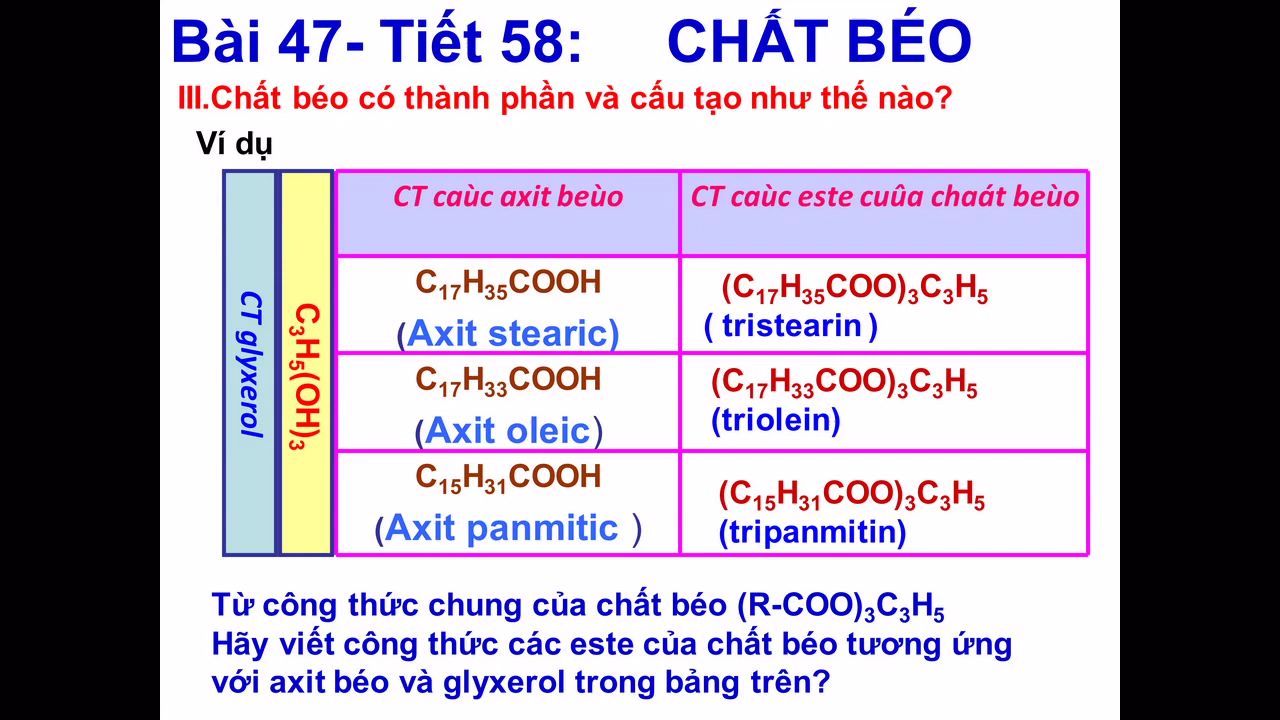 Bài 47- Tiết 58: CHẤT BÉO
III.Chất béo có thành phần và cấu tạo như thế nào?
Ví dụ
CT glyxerol
C₃H₅(OH)₃
CT caùc axit beùo
CT caùc este cuûa chaát beùo
C₁₇H₃₅COOH
(Axit stearic)
(C₁₇H₃₅COO)₃C₃H₅
( tristearin )
C₁₇H₃₃COOH
(Axit oleic)
(C₁₇H₃₃COO)₃C₃H₅
(triolein)
C₁₅H₃₁COOH
(Axit panmitic )
(C₁₅H₃₁COO)₃C₃H₅
(tripanmitin)
Từ công thức chung của chất béo (R-COO)₃C₃H₅
Hãy viết công thức các este của chất béo tương ứng
với axit béo và glyxerol trong bảng trên?